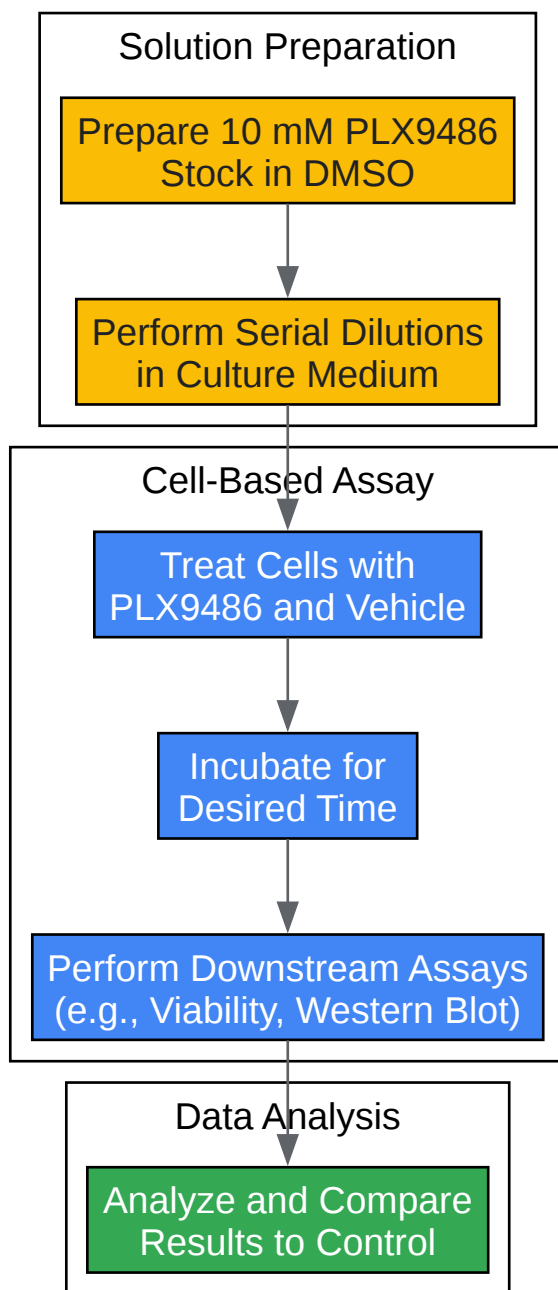 Solution Preparation
Prepare 10 mM PLX9486
Stock in DMSO
Perform Serial Dilutions
in Culture Medium
Cell-Based Assay
Treat Cells with
PLX9486 and Vehicle
Incubate for
Desired Time
Perform Downstream Assays
(e.g., Viability, Western Blot)
Data Analysis
Analyze and Compare
Results to Control